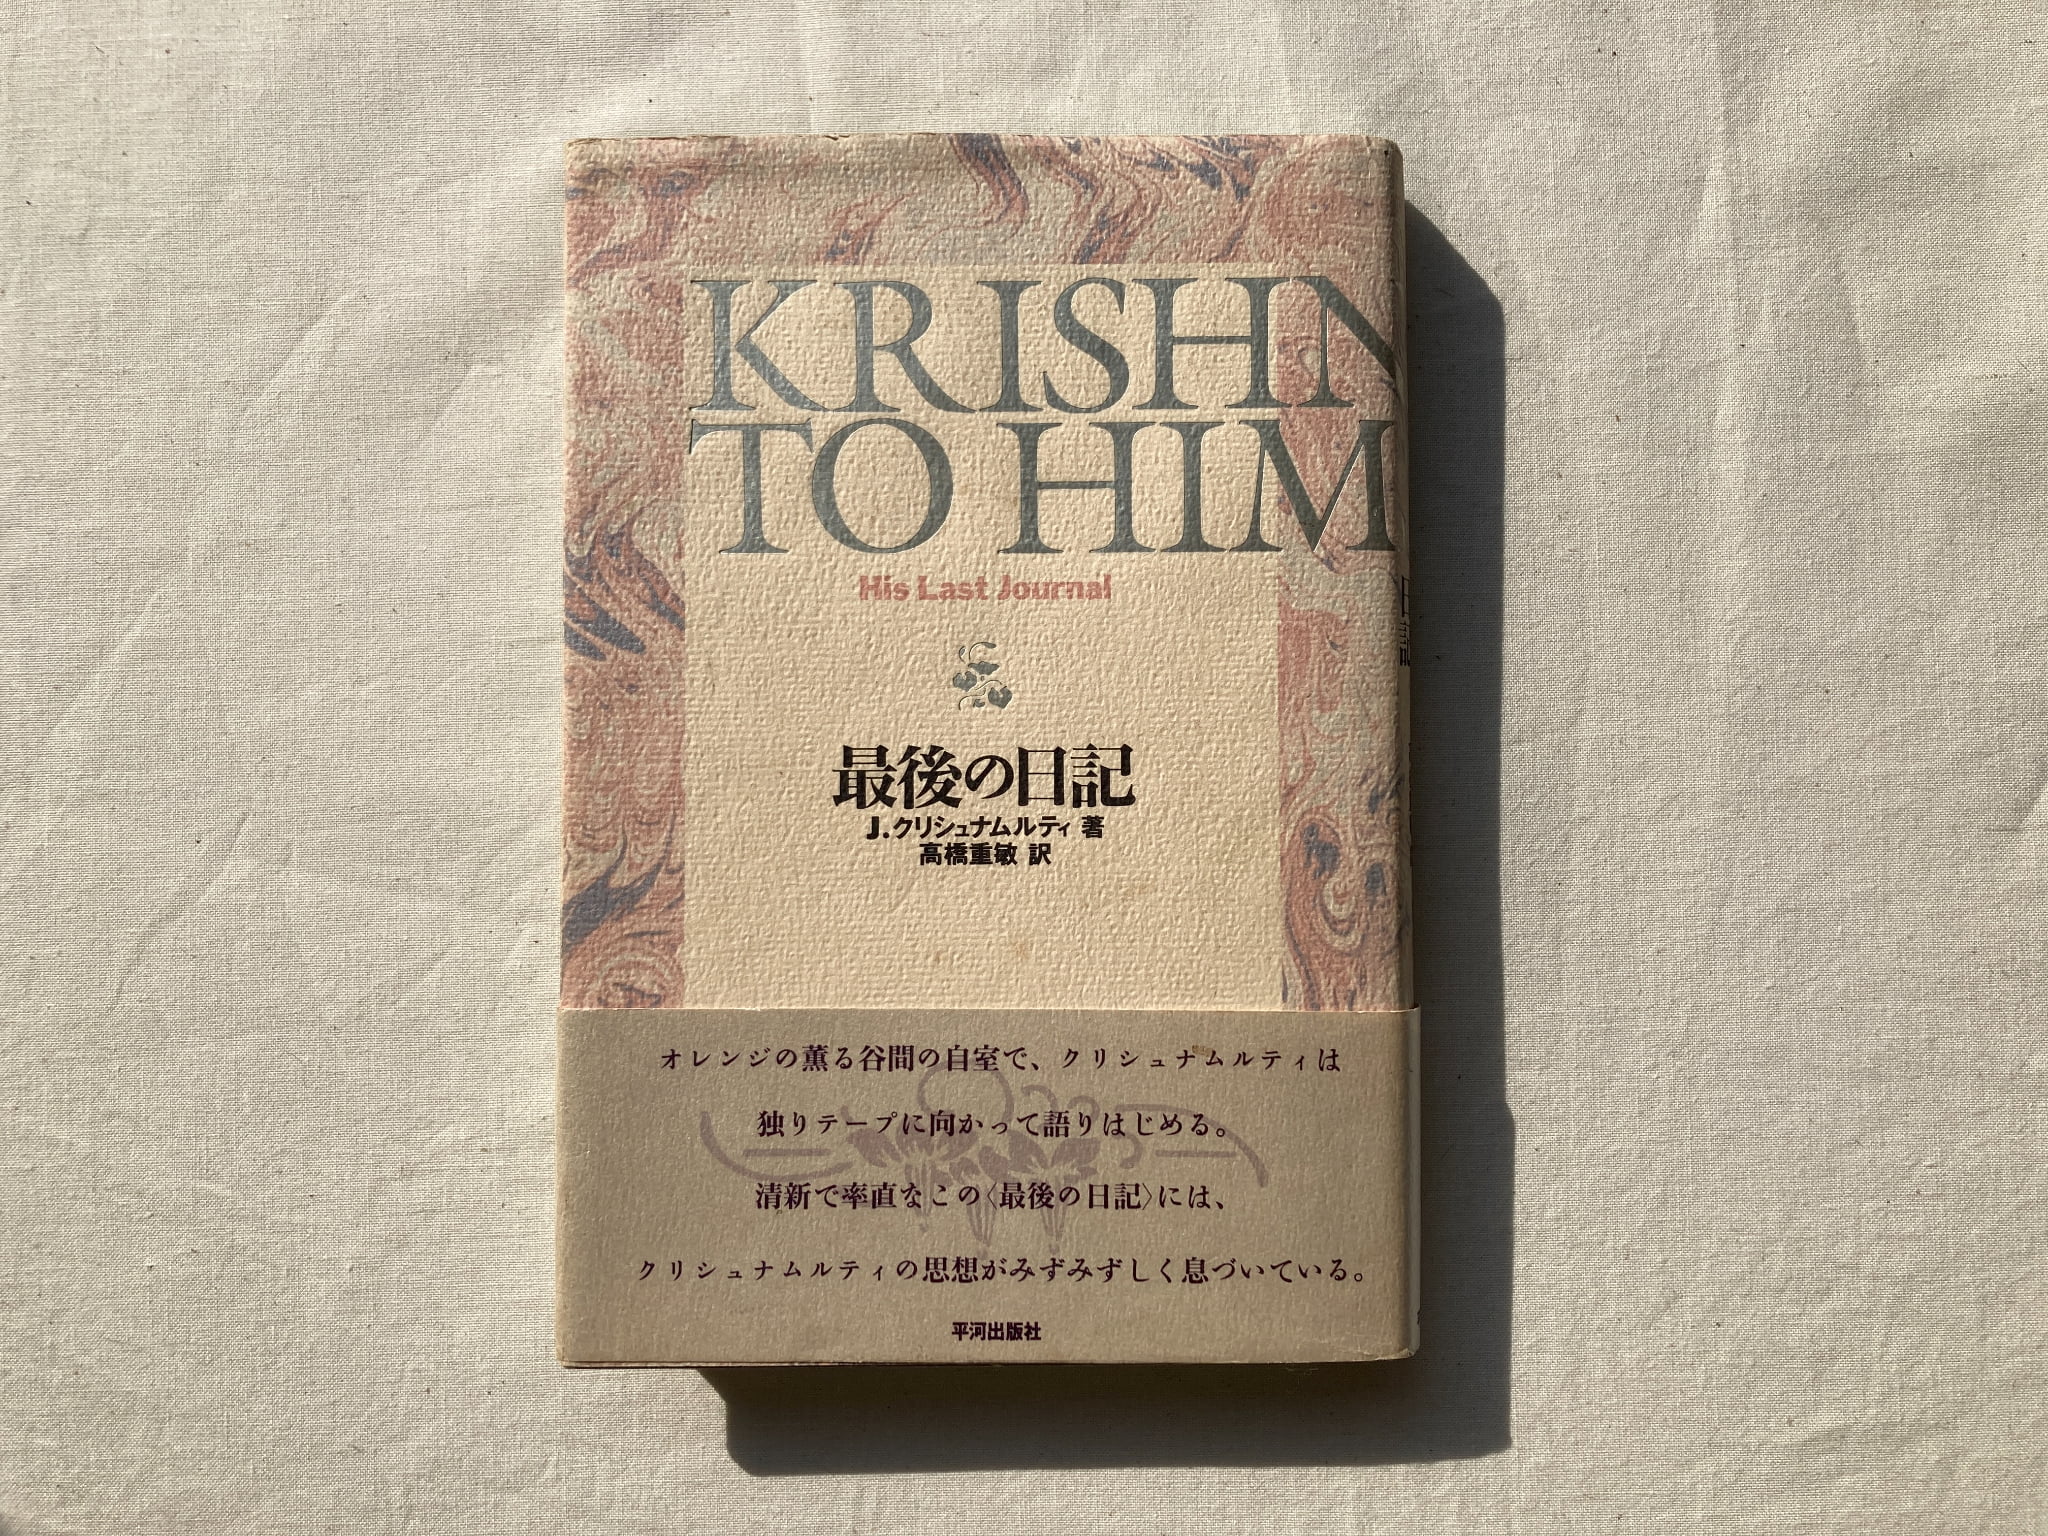 KRISHN
TO HIM
His Last Journal
最後の日記
J.クリシュナムルティ 著
高橋重敏 訳
日記
オレンジの薫る谷間の自室で、クリシュナムルティは
独りテープに向かって語りはじめる。
清新で率直なこの〈最後の日記〉には、
クリシュナムルティの思想がみずみずしく息づいている。
平河出版社